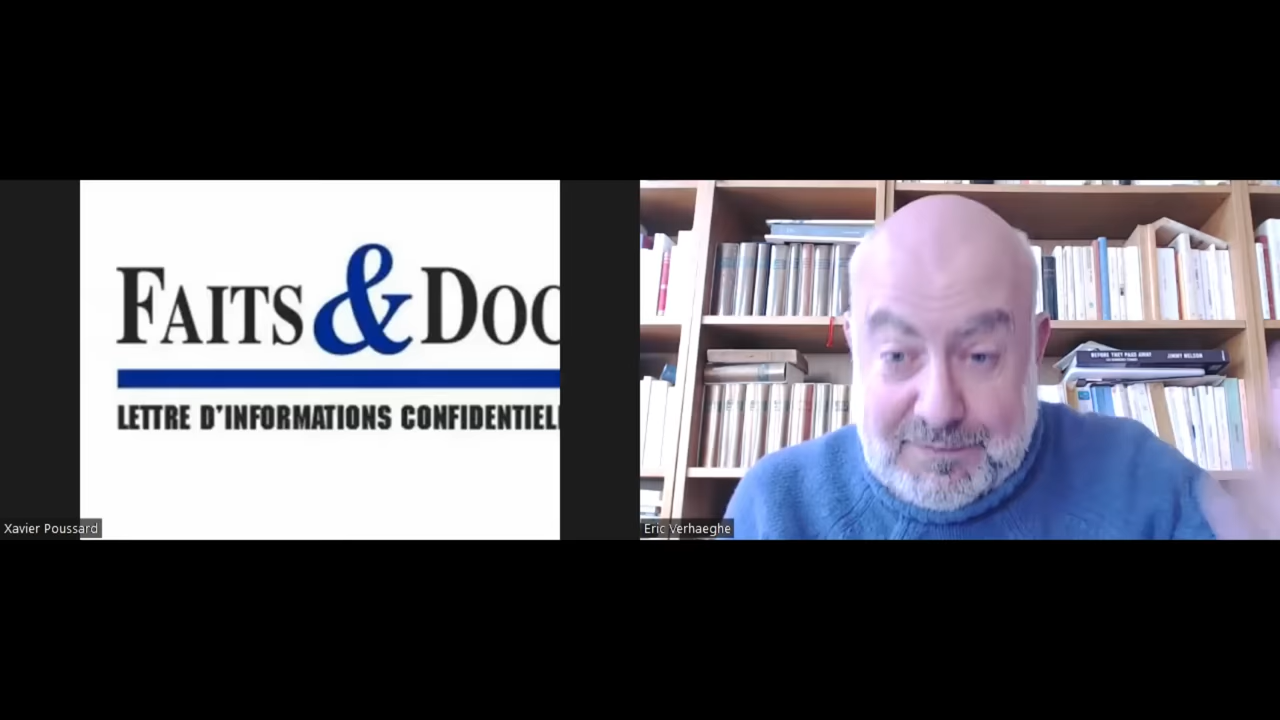 FAITS & DOC
LETTRE D'INFORMATIONS CONFIDENTIEL
Xavier Poussard
BEFORE THEY PASS AWAY JIMMY NELSON
Eric Verhaeghe